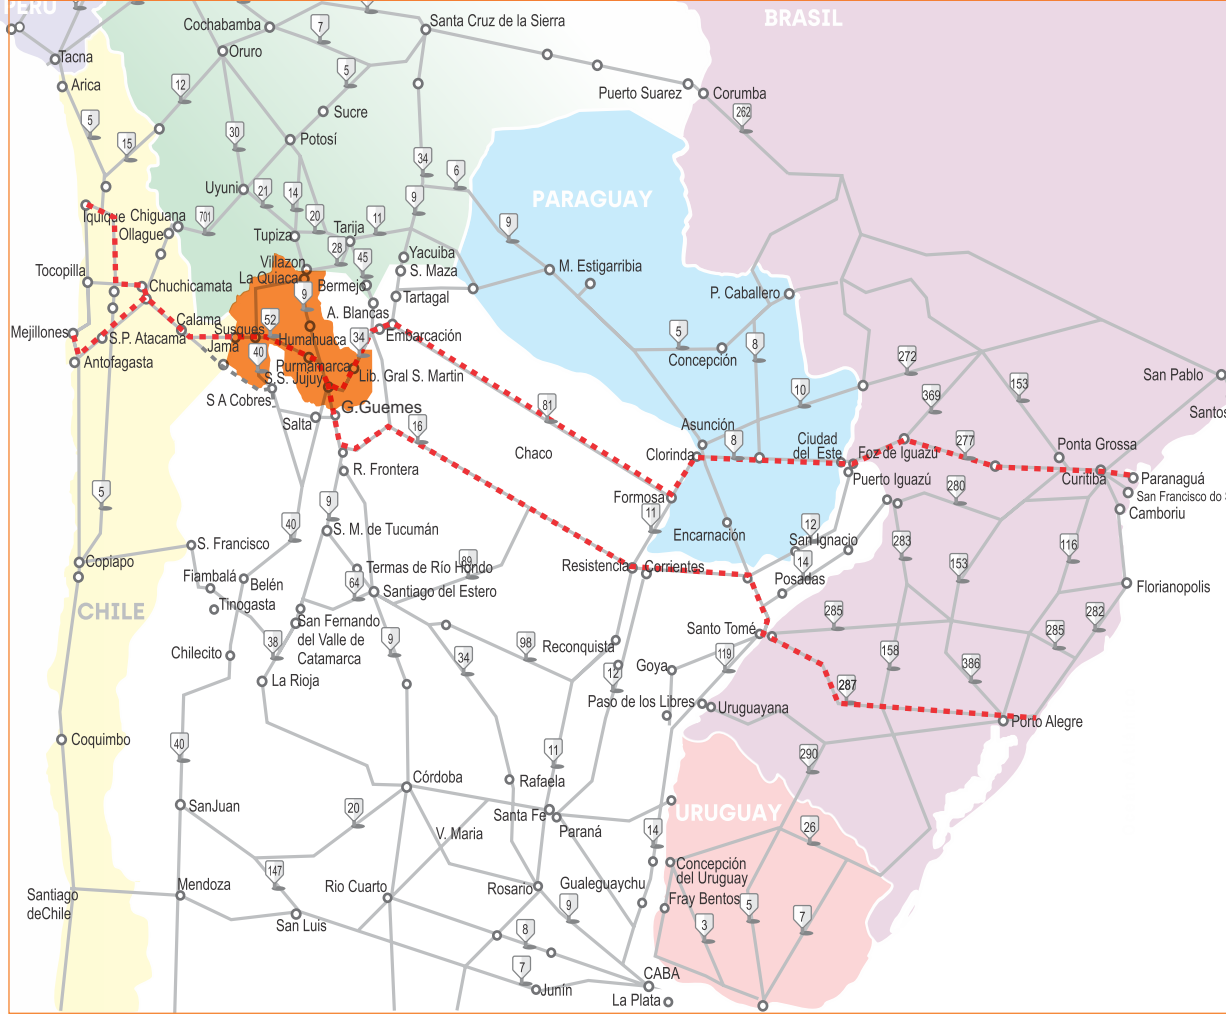 PERÚ
BRASIL
Cochabamba
7
Santa Cruz de la Sierra
Tacna
Oruro
Arica
12
5
Puerto Suarez
Corumba
262
5
Sucre
15
30
Potosí
34
6
PARAGUAY
Uyuni
21
14
9
Iquique
Chiguana
701
20
11
9
Ollague
Tupiza
28
Tarija
45
Yacuiba
Villazon
S. Maza
M. Estigarribia
Tocopilla
Chuchicamata
La Quiaca
Bermejo
9
Tartagal
P. Caballero
A. Blancas
Mejillones
Calama
52
5
S.P. Atacama
Susques
Jama
Humahuaca
34
Embarcación
8
Antofagasta
40
Purmamarca
Concepción
272
S.S. Jujuy
Lib. Gral S. Martin
San Pablo
S A Cobres
G.Guemes
81
10
369
153
Santos
Salta
16
Asunción
8
Ciudad
del Este
277
Ponta Grossa
Chaco
Clorinda
Foz de Iguazú
R. Frontera
Puerto Iguazú
Curitiba
Paranaguá
5
Formosa
280
San Francisco do S
9
11
Camboriu
40
S. M. de Tucumán
Encarnación
12
San Ignacio
283
116
S. Francisco
Copiapo
89
Resistencia
Corrientes
14
153
Fiambalá
Belén
Termas de Río Hondo
Posadas
64
Santiago del Estero
Florianopolis
CHILE
Tinogasta
San Fernando
del Valle de
Catamarca
285
282
38
9
98
Reconquista
Santo Tomé
285
Chilecito
34
119
158
386
Goya
La Rioja
12
287
Paso de los Libres
Uruguayana
Porto Alegre
Coquimbo
40
11
290
Córdoba
Rafaela
SanJuan
20
Santa Fe
URUGUAY
Paraná
V. Maria
14
26
147
Concepción
del Uruguay
Mendoza
Rio Cuarto
Rosario
Gualeguaychu
Santiago
deChile
9
Fray Bentos
5
7
San Luis
8
3
7
CABA
Junín
La Plata